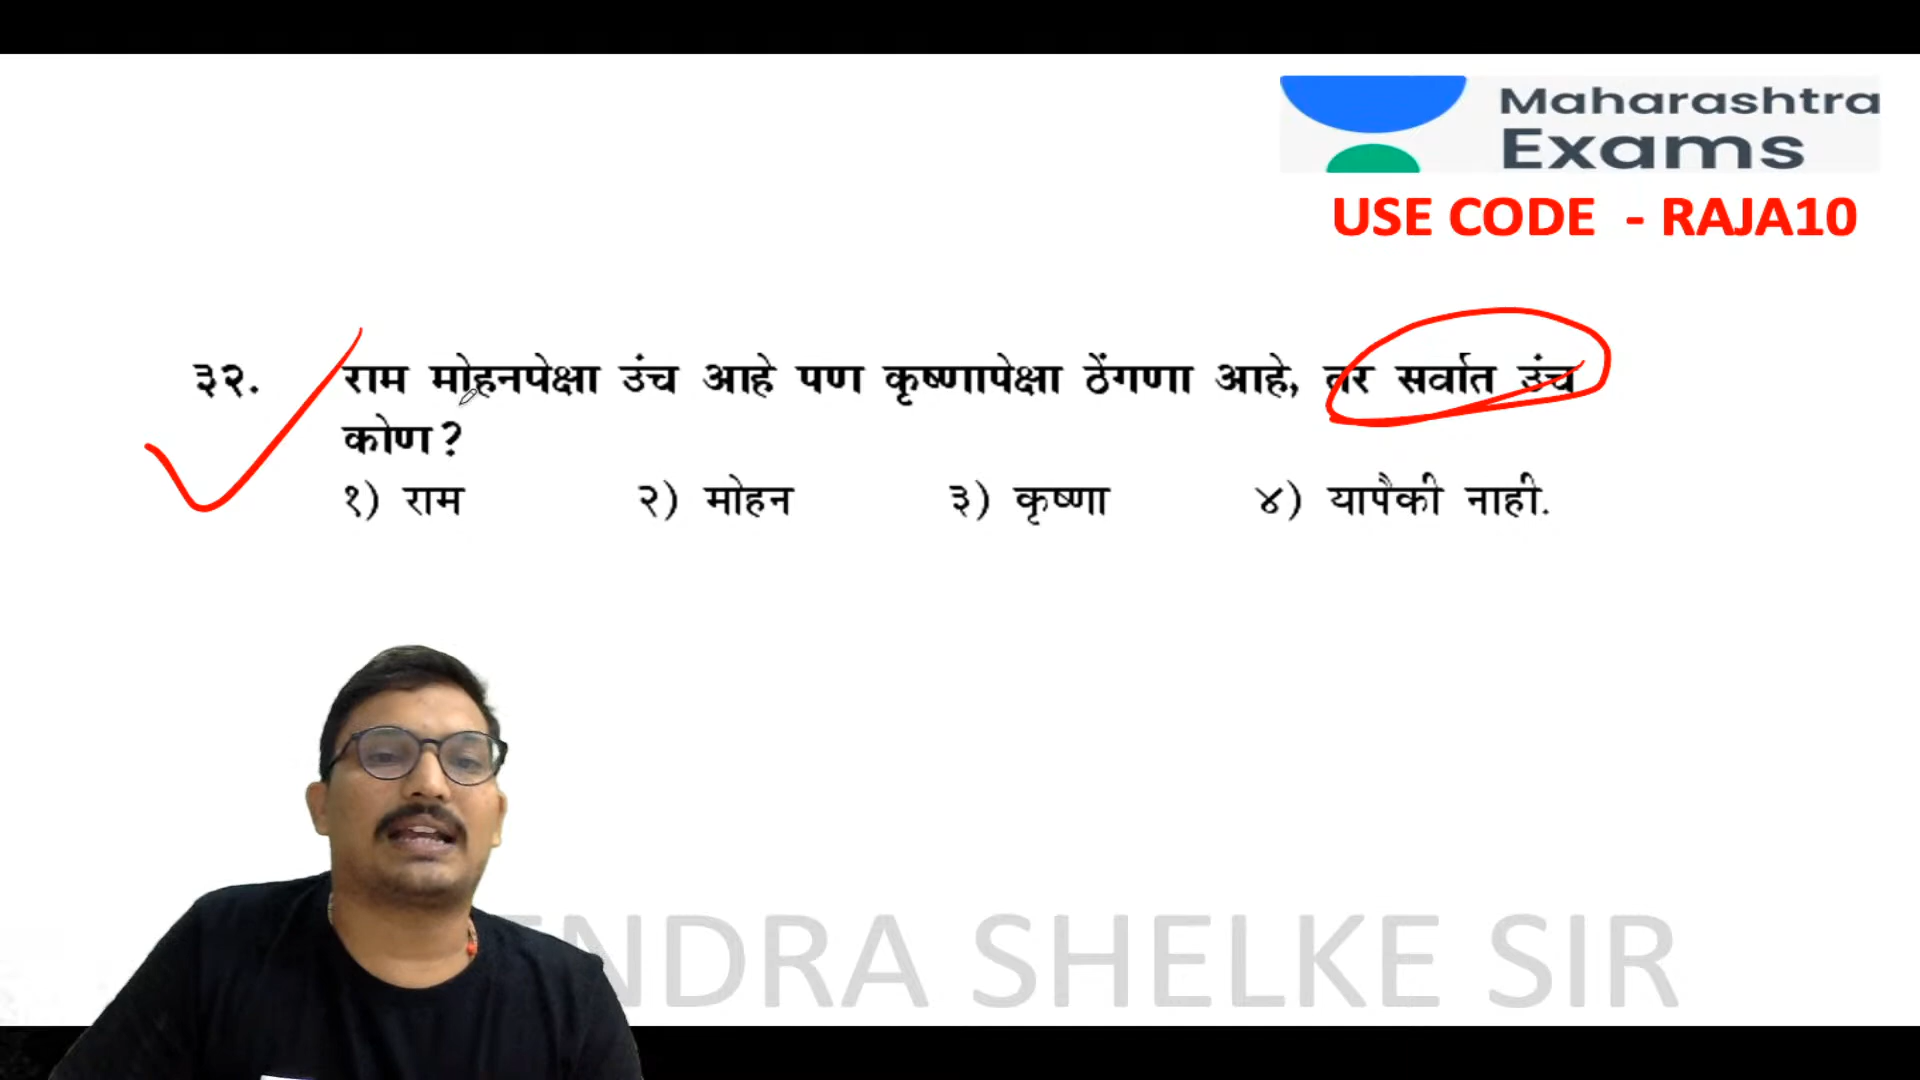 Maharashtra
Exams
USE CODE - RAJA10
३२. राम मोहनपेक्षा उंच आहे पण कृष्णापेक्षा ठेंगणा आहे, तर सर्वात उंच
कोण?
१) राम २) मोहन ३) कृष्णा ४) यापैकी नाही.
SHELKE SIR